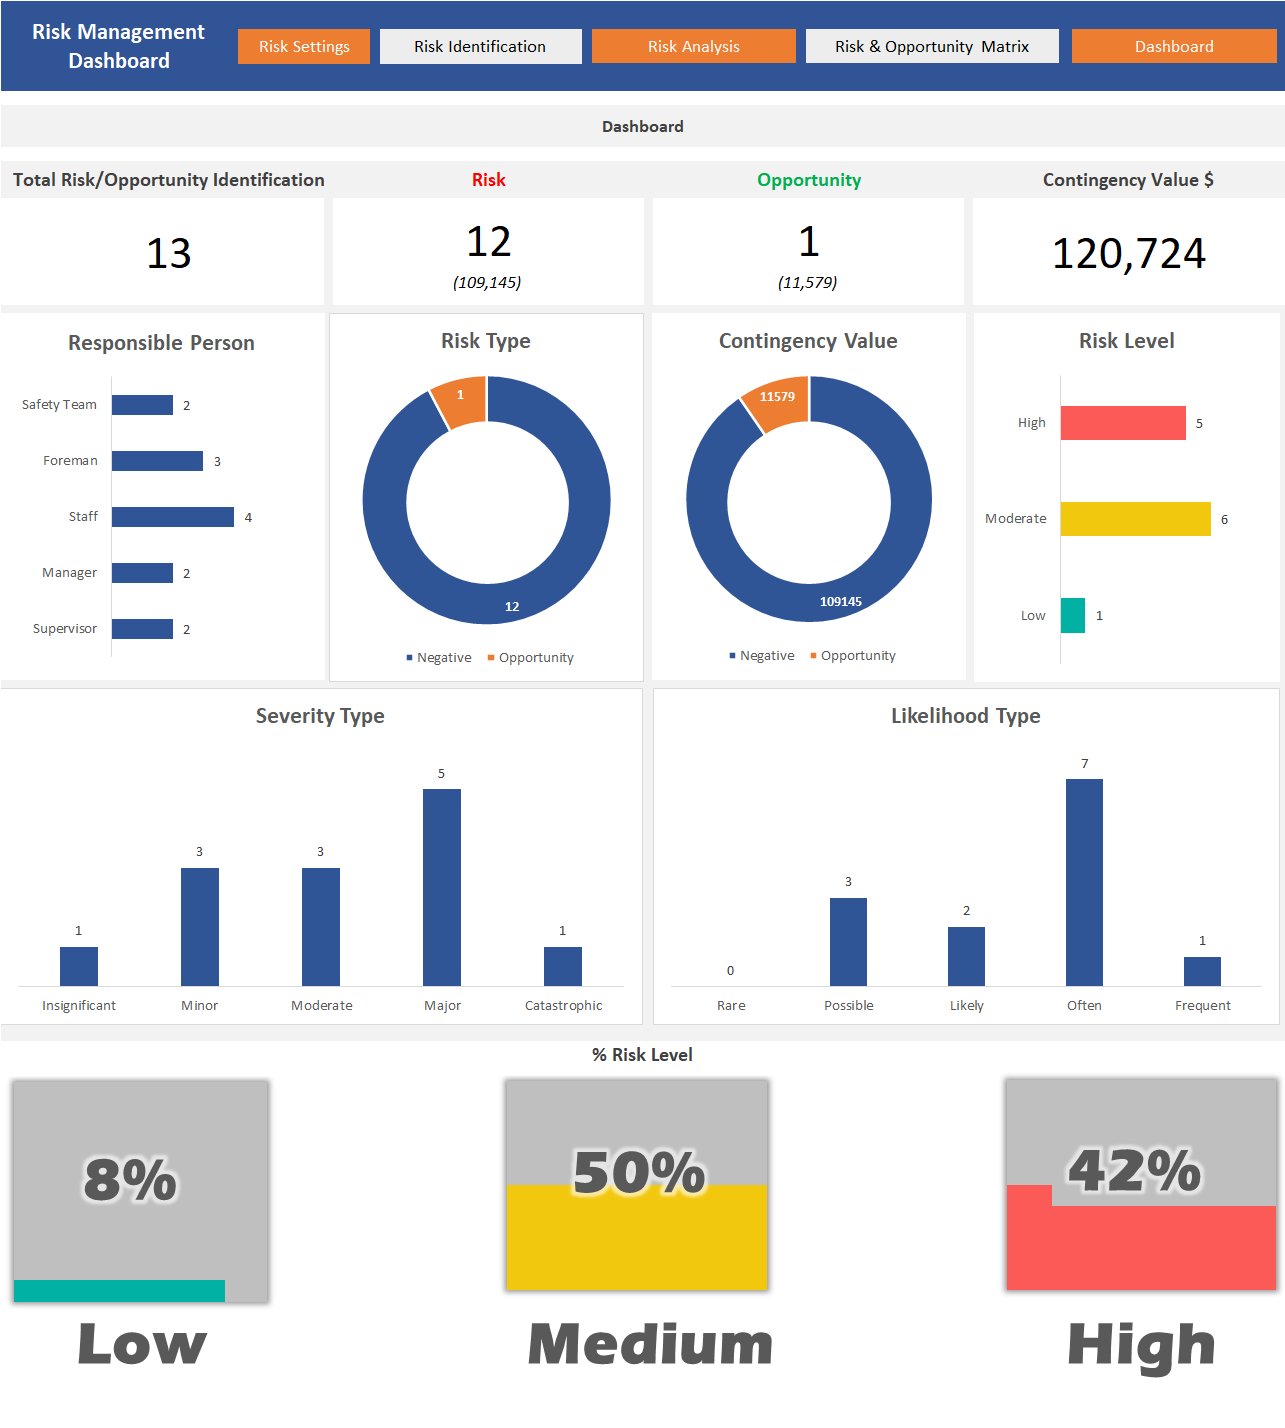 Risk Management
Dashboard
Risk Settings
Risk Identification
Risk Analysis
Risk & Opportunity Matrix
Dashboard
Dashboard
Total Risk/Opportunity Identification
Risk
Opportunity
Contingency Value $
13
12
(109,145)
1
(11,579)
120,724
Responsible Person
Safety Team 2
Foreman 3
Staff 4
Manager 2
Supervisor 2
Risk Type
1
12
Negative Opportunity
Contingency Value
11579
109145
Negative Opportunity
Risk Level
High 5
Moderate 6
Low 1
Severity Type
1 3 3 5 1
Insignificant Minor Moderate Major Catastrophic
Likelihood Type
0 3 2 7 1
Rare Possible Likely Often Frequent
% Risk Level
8%
50%
42%
Low
Medium
High